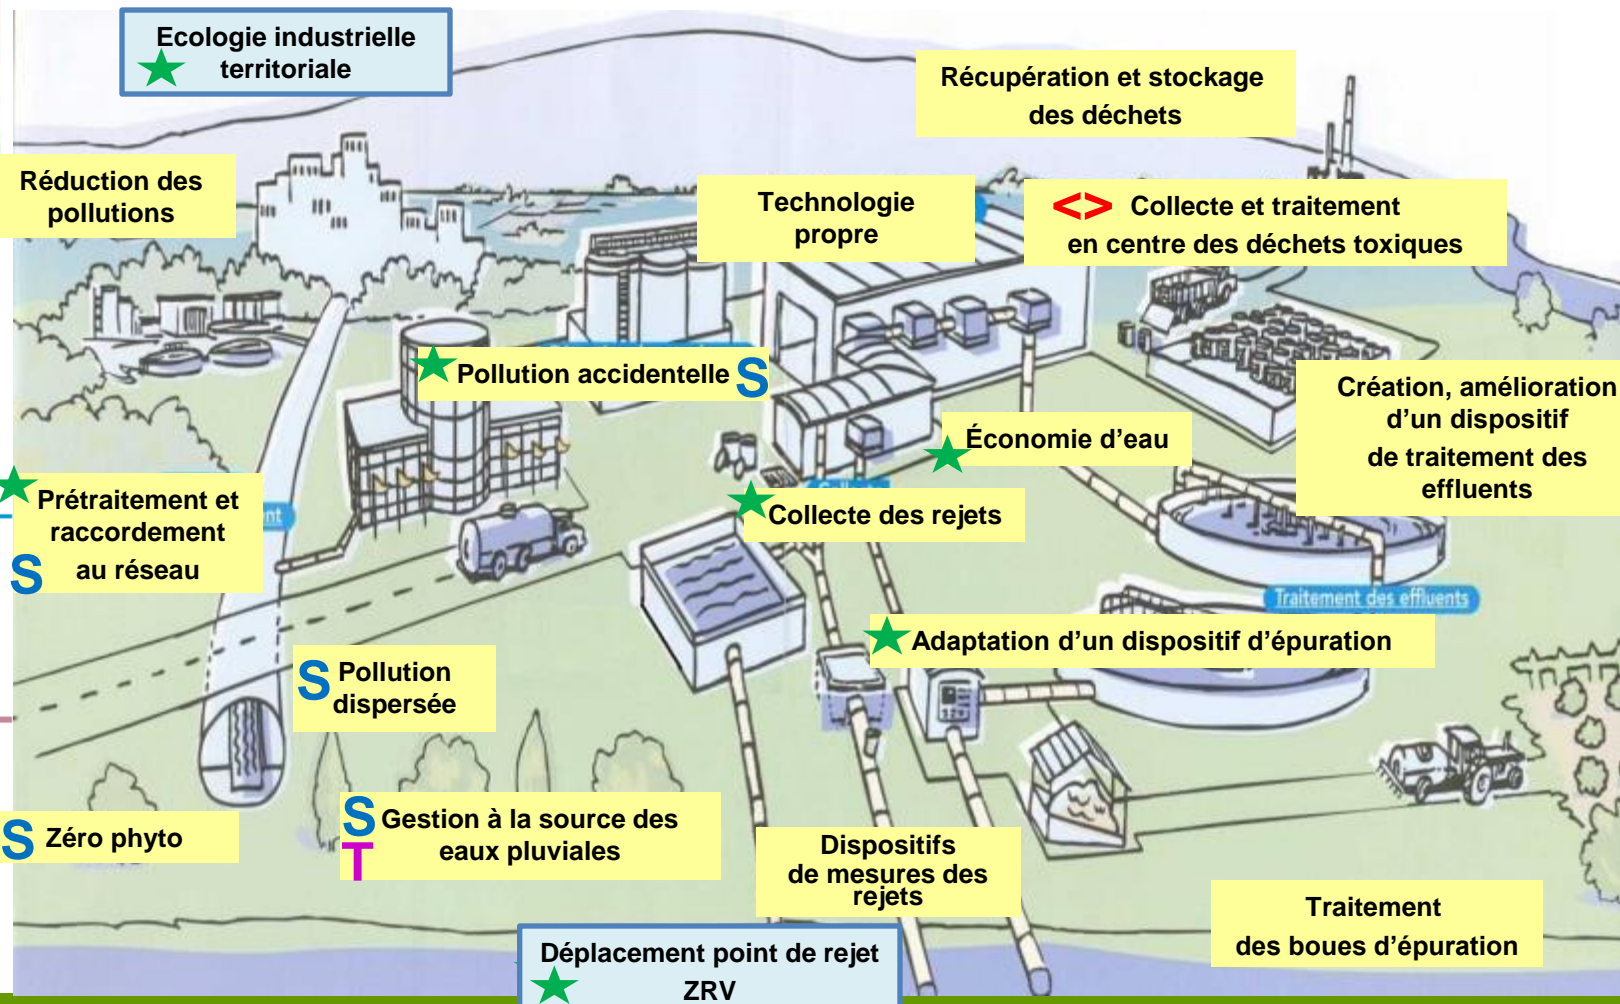 Ecologie industrielle
territoriale
Récupération et stockage
des déchets
Réduction des
pollutions
Technologie
propre
<> Collecte et traitement
en centre des déchets toxiques
Pollution accidentelle S
Création, amélioration
d'un dispositif
de traitement des
effluents
Économie d'eau
Prétraitement et
raccordement
S au réseau
Collecte des rejets
Traitement des effluents
Adaptation d'un dispositif d'épuration
S Pollution
dispersée
S Zéro phyto
S Gestion à la source des
T eaux pluviales
Dispositifs
de mesures des
rejets
Traitement
des boues d'épuration
Déplacement point de rejet
ZRV